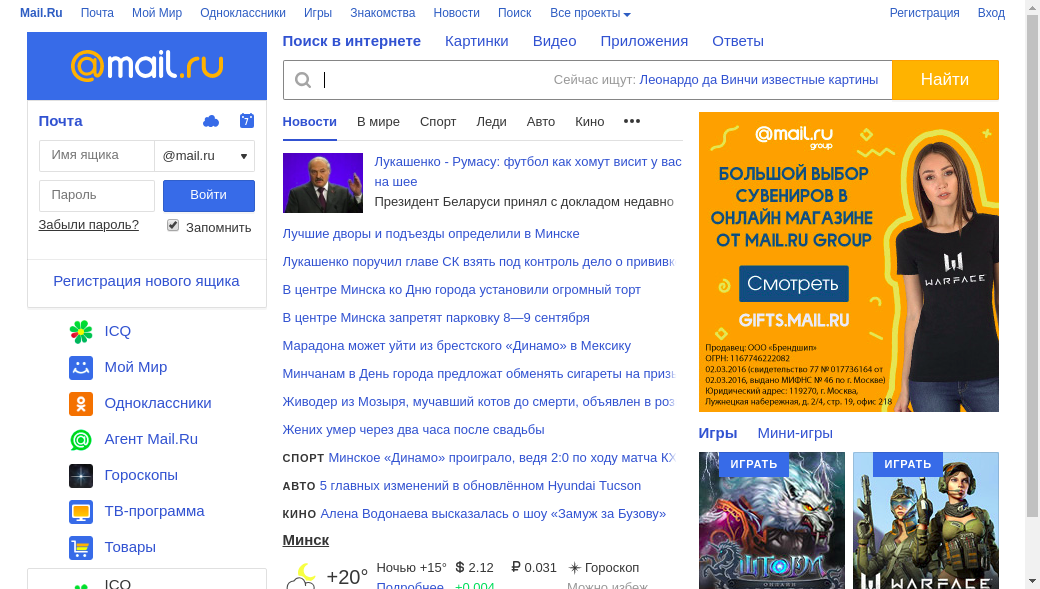 Mail.Ru Почта Мой Мир Одноклассники Игры Знакомства Новости Поиск Все проекты Регистрация Вход
@mail.ru
Поиск в интернете Картинки Видео Приложения Ответы
Сейчас ищут: Леонардо да Винчи известные картины Найти
Почта 7
Имя ящика @mail.ru
Пароль Войти
Забыли пароль? Запомнить
Регистрация нового ящика
ICQ
Мой Мир
Одноклассники
Агент Mail.Ru
Гороскопы
ТВ-программа
Товары
ICQ
Новости В мире Спорт Леди Авто Кино •••
Лукашенко - Румасу: футбол как хомут висит у вас
на шее
Президент Беларуси принял с докладом недавно
Лучшие дворы и подъезды определили в Минске
Лукашенко поручил главе СК взять под контроль дело о привив
В центре Минска ко Дню города установили огромный торт
В центре Минска запретят парковку 8—9 сентября
Марадона может уйти из брестского «Динамо» в Мексику
Минчанам в День города предложат обменять сигареты на приз
Живодер из Мозыря, мучавший котов до смерти, объявлен в роз
Жених умер через два часа после свадьбы
СПОРТ Минское «Динамо» проиграло, ведя 2:0 по ходу матча КХ
АВТО 5 главных изменений в обновлённом Hyundai Tucson
КИНО Алена Водонаева высказалась о шоу «Замуж за Бузову»
Минск
+20° Ночью +15° $ 2.12 ₽ 0.031 Гороскоп
Подробнее +0.004 Можно избеж
@mail.ru
group
БОЛЬШОЙ ВЫБОР
СУВЕНИРОВ В
ОНЛАЙН МАГАЗИНЕ
ОТ MAIL.RU GROUP
Смотреть
GIFTS.MAIL.RU
WARFACE
Продавец: ООО «Брендшип»
ОГРН: 1167746222082
02.03.2016 (свидетельство 77 № 017736164 от
02.03.2016, выдано МИФНС № 46 по г. Москве)
Юридический адрес: 119270, г. Москва,
Лужнецкая набережная, д. 2/4, стр. 19, офис 218
Игры Мини-игры
ИГРАТЬ ИГРАТЬ
ШТОРМ
ОНЛАЙН
WARFACE